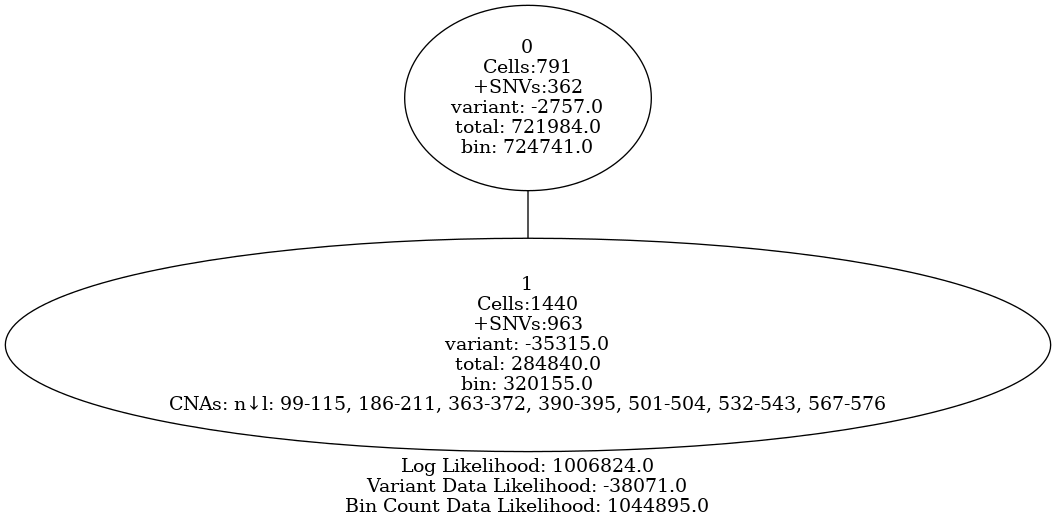 0
Cells:791
+SNVs:362
variant: -2757.0
total: 721984.0
bin: 724741.0
1
Cells:1440
+SNVs:963
variant: -35315.0
total: 284840.0
bin: 320155.0
CNAs: n↓l: 99-115, 186-211, 363-372, 390-395, 501-504, 532-543, 567-576
Log Likelihood: 1006824.0
Variant Data Likelihood: -38071.0
Bin Count Data Likelihood: 1044895.0